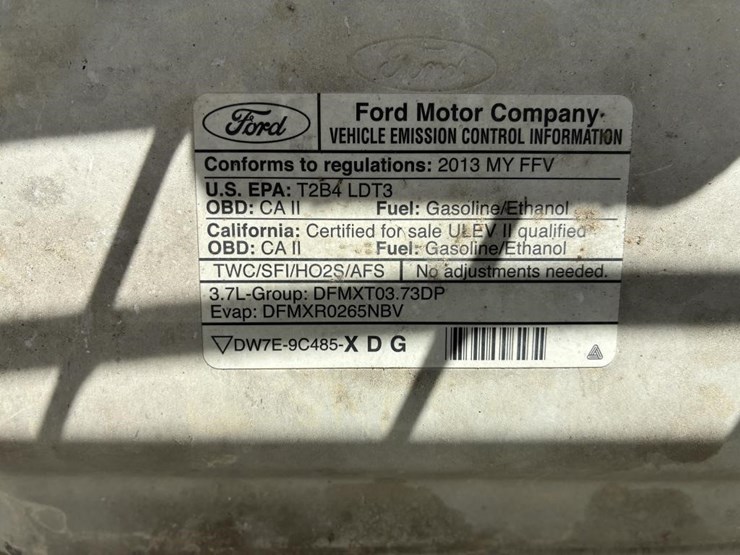 Ford
Ford
Ford Motor Company
VEHICLE EMISSION CONTROL INFORMATION
Conforms to regulations: 2013 MY FFV
U.S. EPA: T2B4 LDT3
OBD: CA II Fuel: Gasoline/Ethanol
California: Certified for sale ULEV II qualified
OBD: CA II Fuel: Gasoline/Ethanol
TWC/SFI/HO2S/AFS No adjustments needed.
3.7L-Group: DFMXT03.73DP
Evap: DFMXR0265NBV
DW7E-9C485-X D G